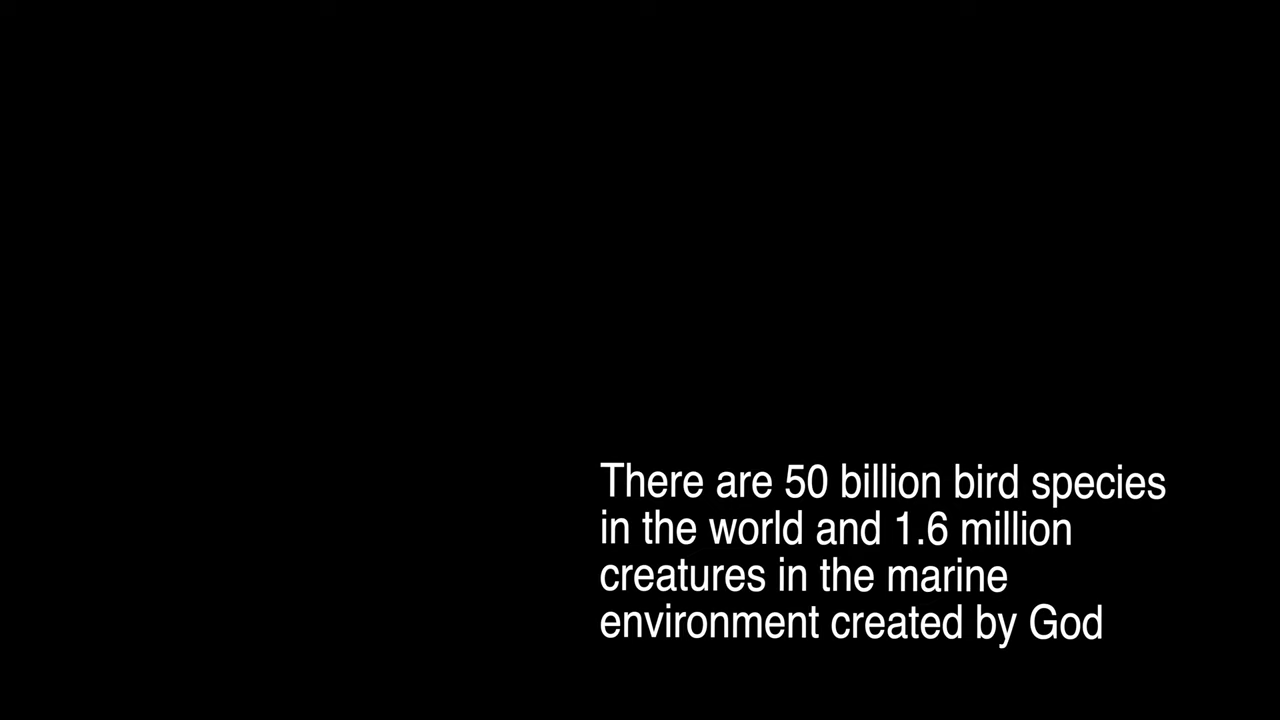 There are 50 billion bird species
in the world and 1.6 million
creatures in the marine
environment created by God